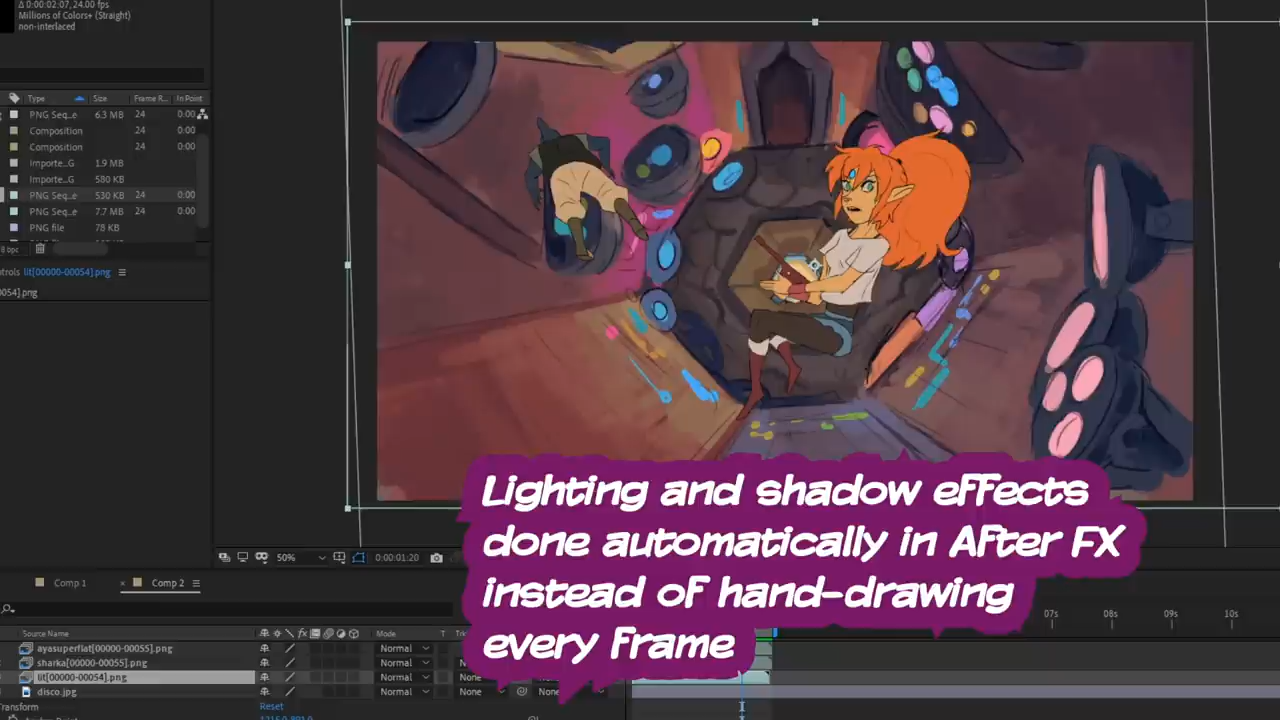 Δ 0:00:02:07, 24.00 fps
Millions of Colors+ (Straight)
non-interlaced
Type Size Frame R... In Point
PNG Seq...e 6.3 MB 24 0:00
Composition 24 0:00
Composition 24 0:00
Importe...G 1.9 MB
Importe...G 580 KB
PNG Seq...e 530 KB 24 0:00
PNG Seq...e 7.7 MB 24 0:00
PNG file 78 KB
8 bpc
ntrols lit[00000-00054].png
0054].png
50% 0:00:01:20
Lighting and shadow effects
done automatically in After FX
instead of hand-drawing
every frame
Comp 1 Comp 2
07s 08s 09s 10s
Source Name Mode T Trk
ayasuperflat[00000-00055].png Normal
sharka[00000-00055].png Normal None
lit[00000-00054].png Normal None
disco.jpg Normal None None
Transform Reset